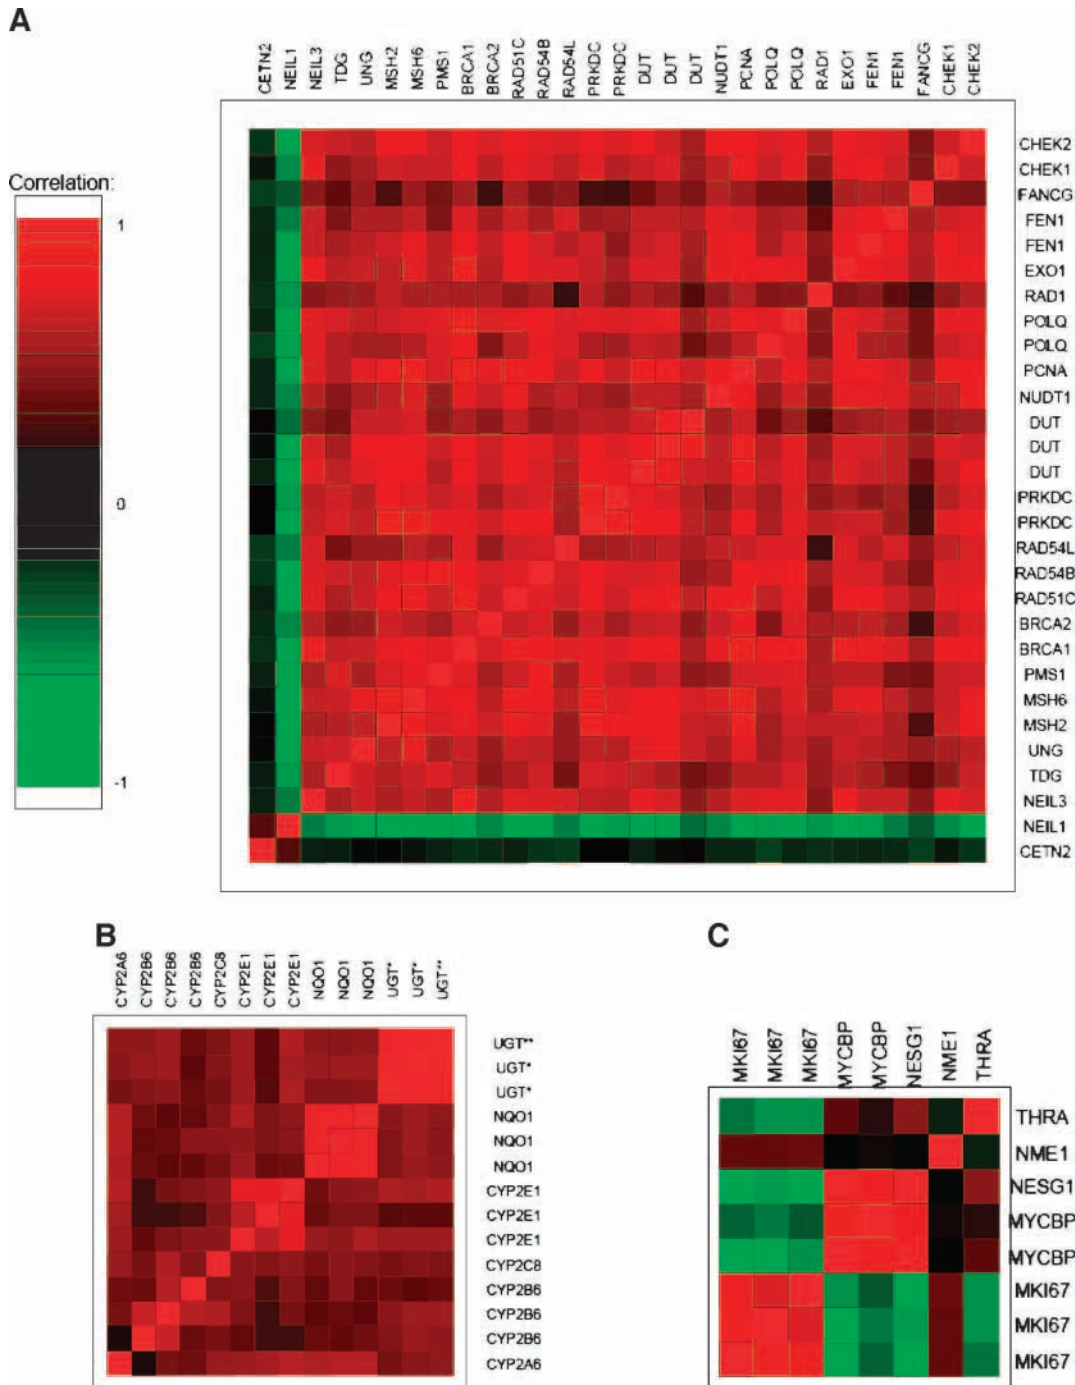 A
CETN2 NEIL1 NEIL3 TDG UNG MSH2 MSH6 PMS1 BRCA1 BRCA2 RAD51C RAD54B RAD54L PRKDC PRKDC DUT DUT DUT NUDT1 PCNA POLQ POLQ RAD1 EXO1 FEN1 FEN1 FANCG CHEK1 CHEK2
Correlation:
1
0
-1
CHEK2
CHEK1
FANCG
FEN1
FEN1
EXO1
RAD1
POLQ
POLQ
PCNA
NUDT1
DUT
DUT
DUT
PRKDC
PRKDC
RAD54L
RAD54B
RAD51C
BRCA2
BRCA1
PMS1
MSH6
MSH2
UNG
TDG
NEIL3
NEIL1
CETN2
B
CYP2A6 CYP2B6 CYP2B6 CYP2B6 CYP2C8 CYP2E1 CYP2E1 CYP2E1 NQO1 NQO1 NQO1 UGT* UGT* UGT**
UGT**
UGT*
UGT*
NQO1
NQO1
NQO1
CYP2E1
CYP2E1
CYP2E1
CYP2C8
CYP2B6
CYP2B6
CYP2B6
CYP2A6
C
MKI67 MKI67 MKI67 MYCBP MYCBP NESG1 NME1 THRA
THRA
NME1
NESG1
MYCBP
MYCBP
MKI67
MKI67
MKI67